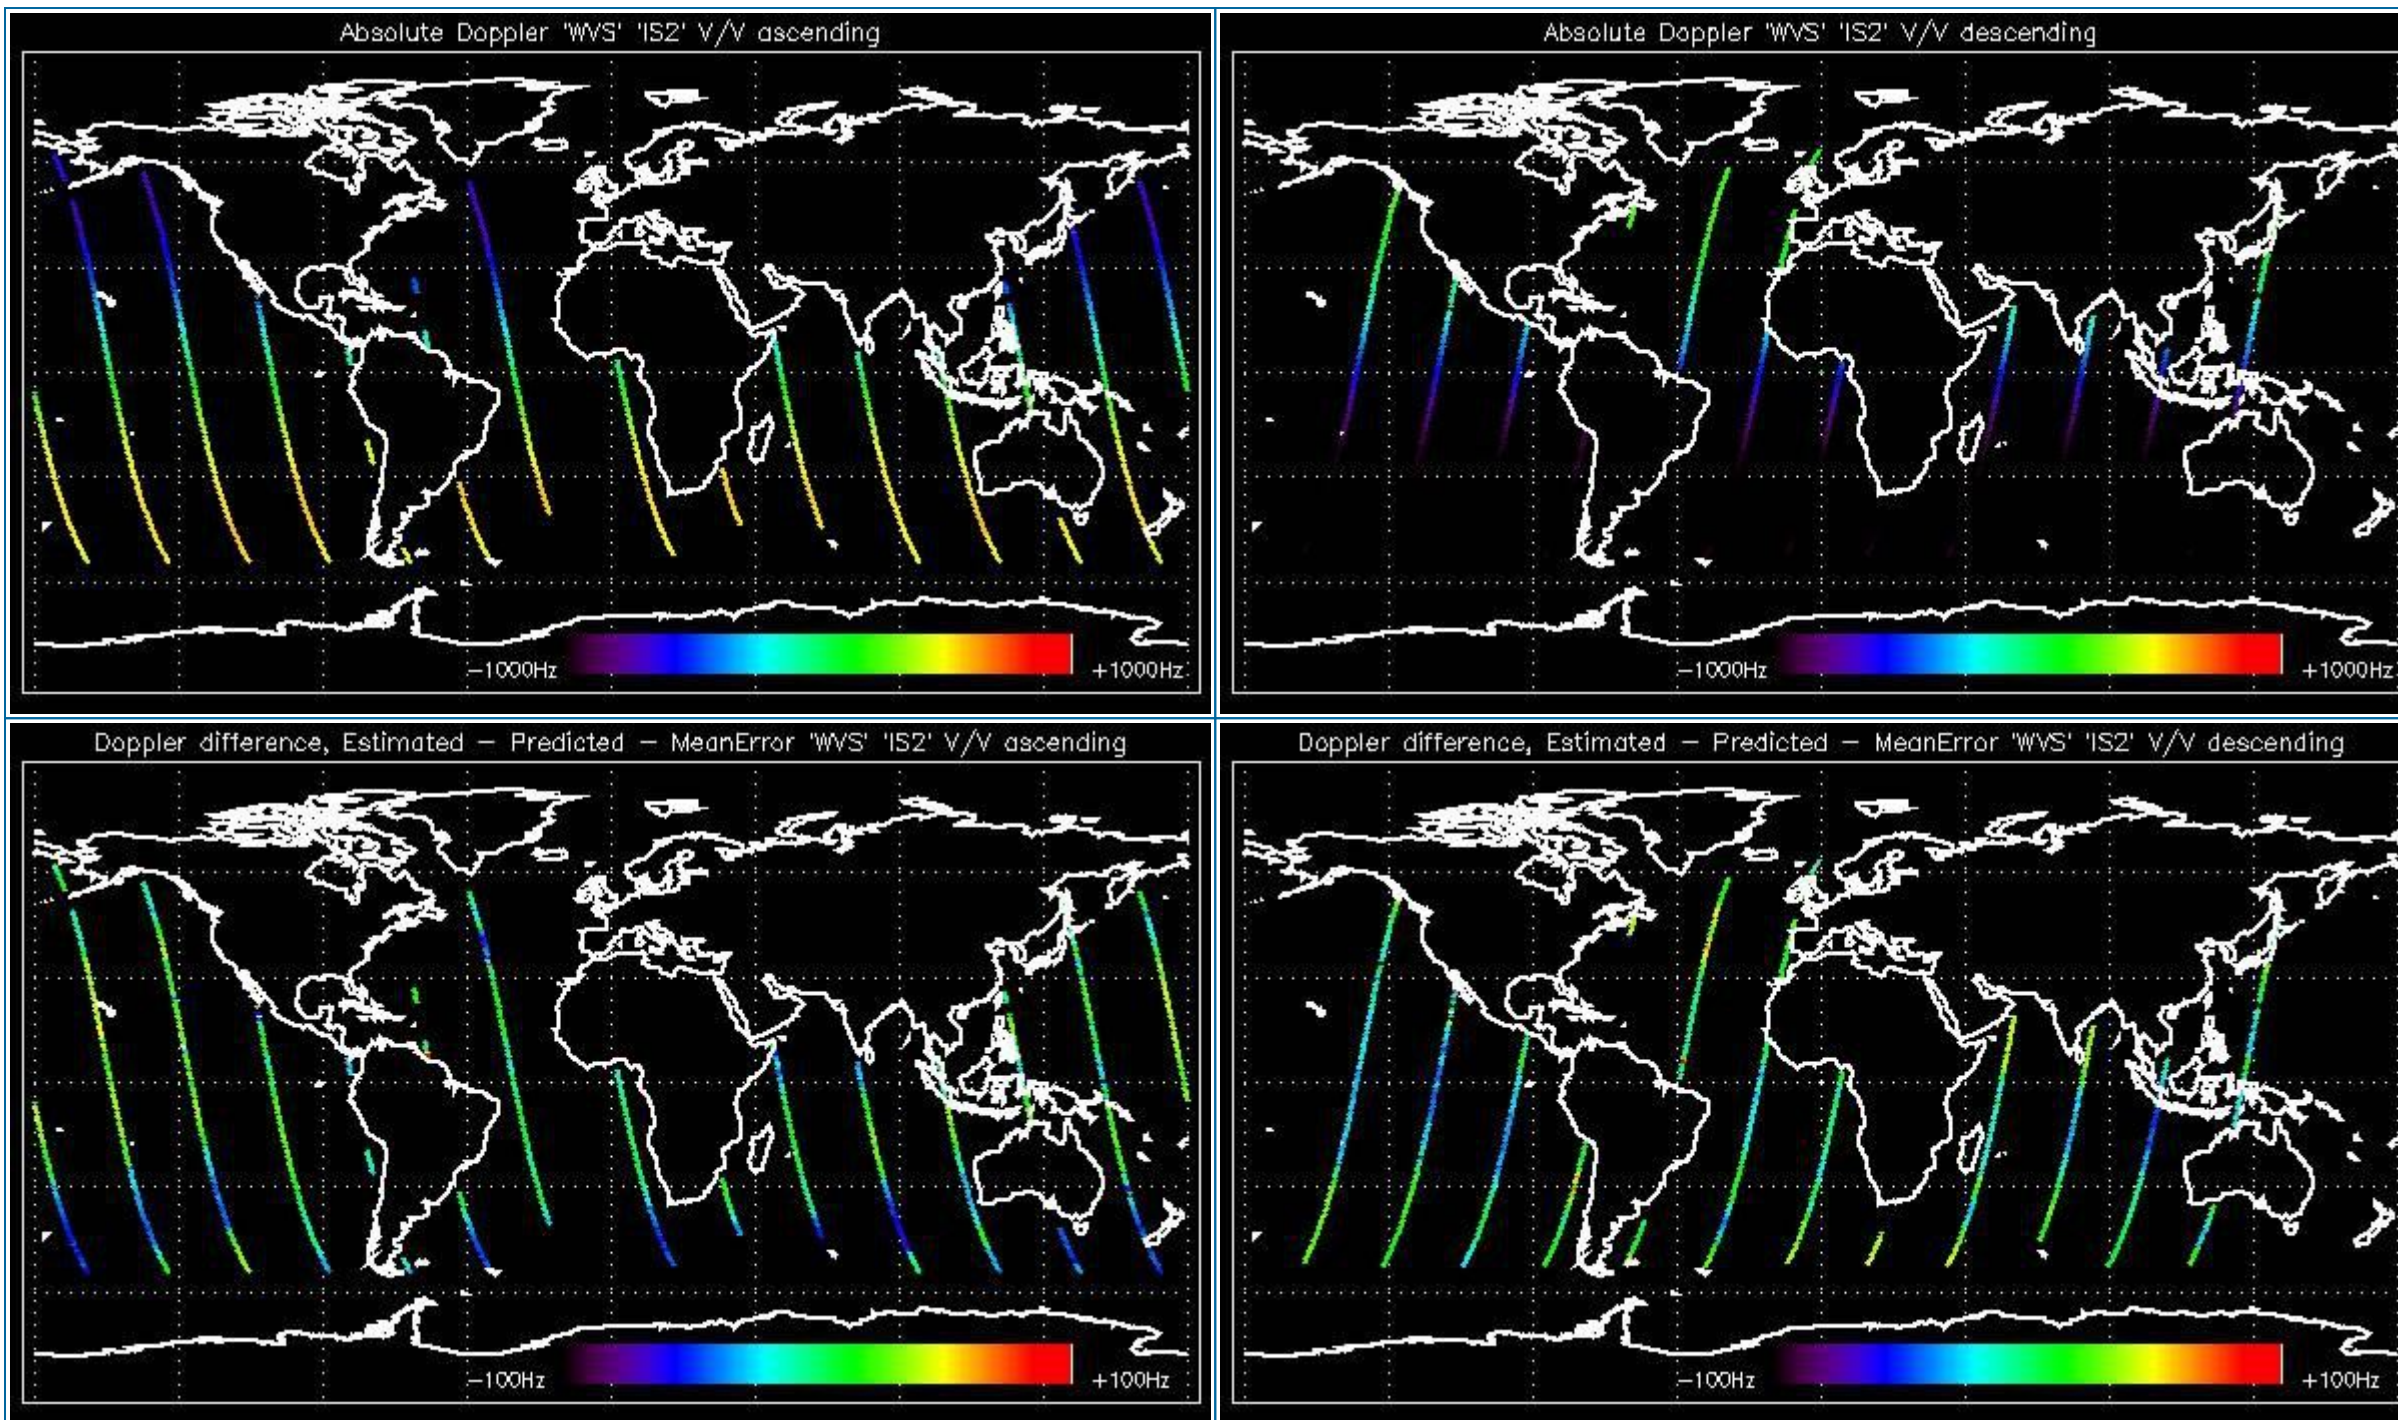 Absolute Doppler 'WVS' 'IS2' V/V ascending
-1000Hz
+1000Hz
Absolute Doppler 'WVS' 'IS2' V/V descending
-1000Hz
+1000Hz
Doppler difference, Estimated - Predicted - MeanError 'WVS' 'IS2' V/V ascending
-100Hz
+100Hz
Doppler difference, Estimated - Predicted - MeanError 'WVS' 'IS2' V/V descending
-100Hz
+100Hz